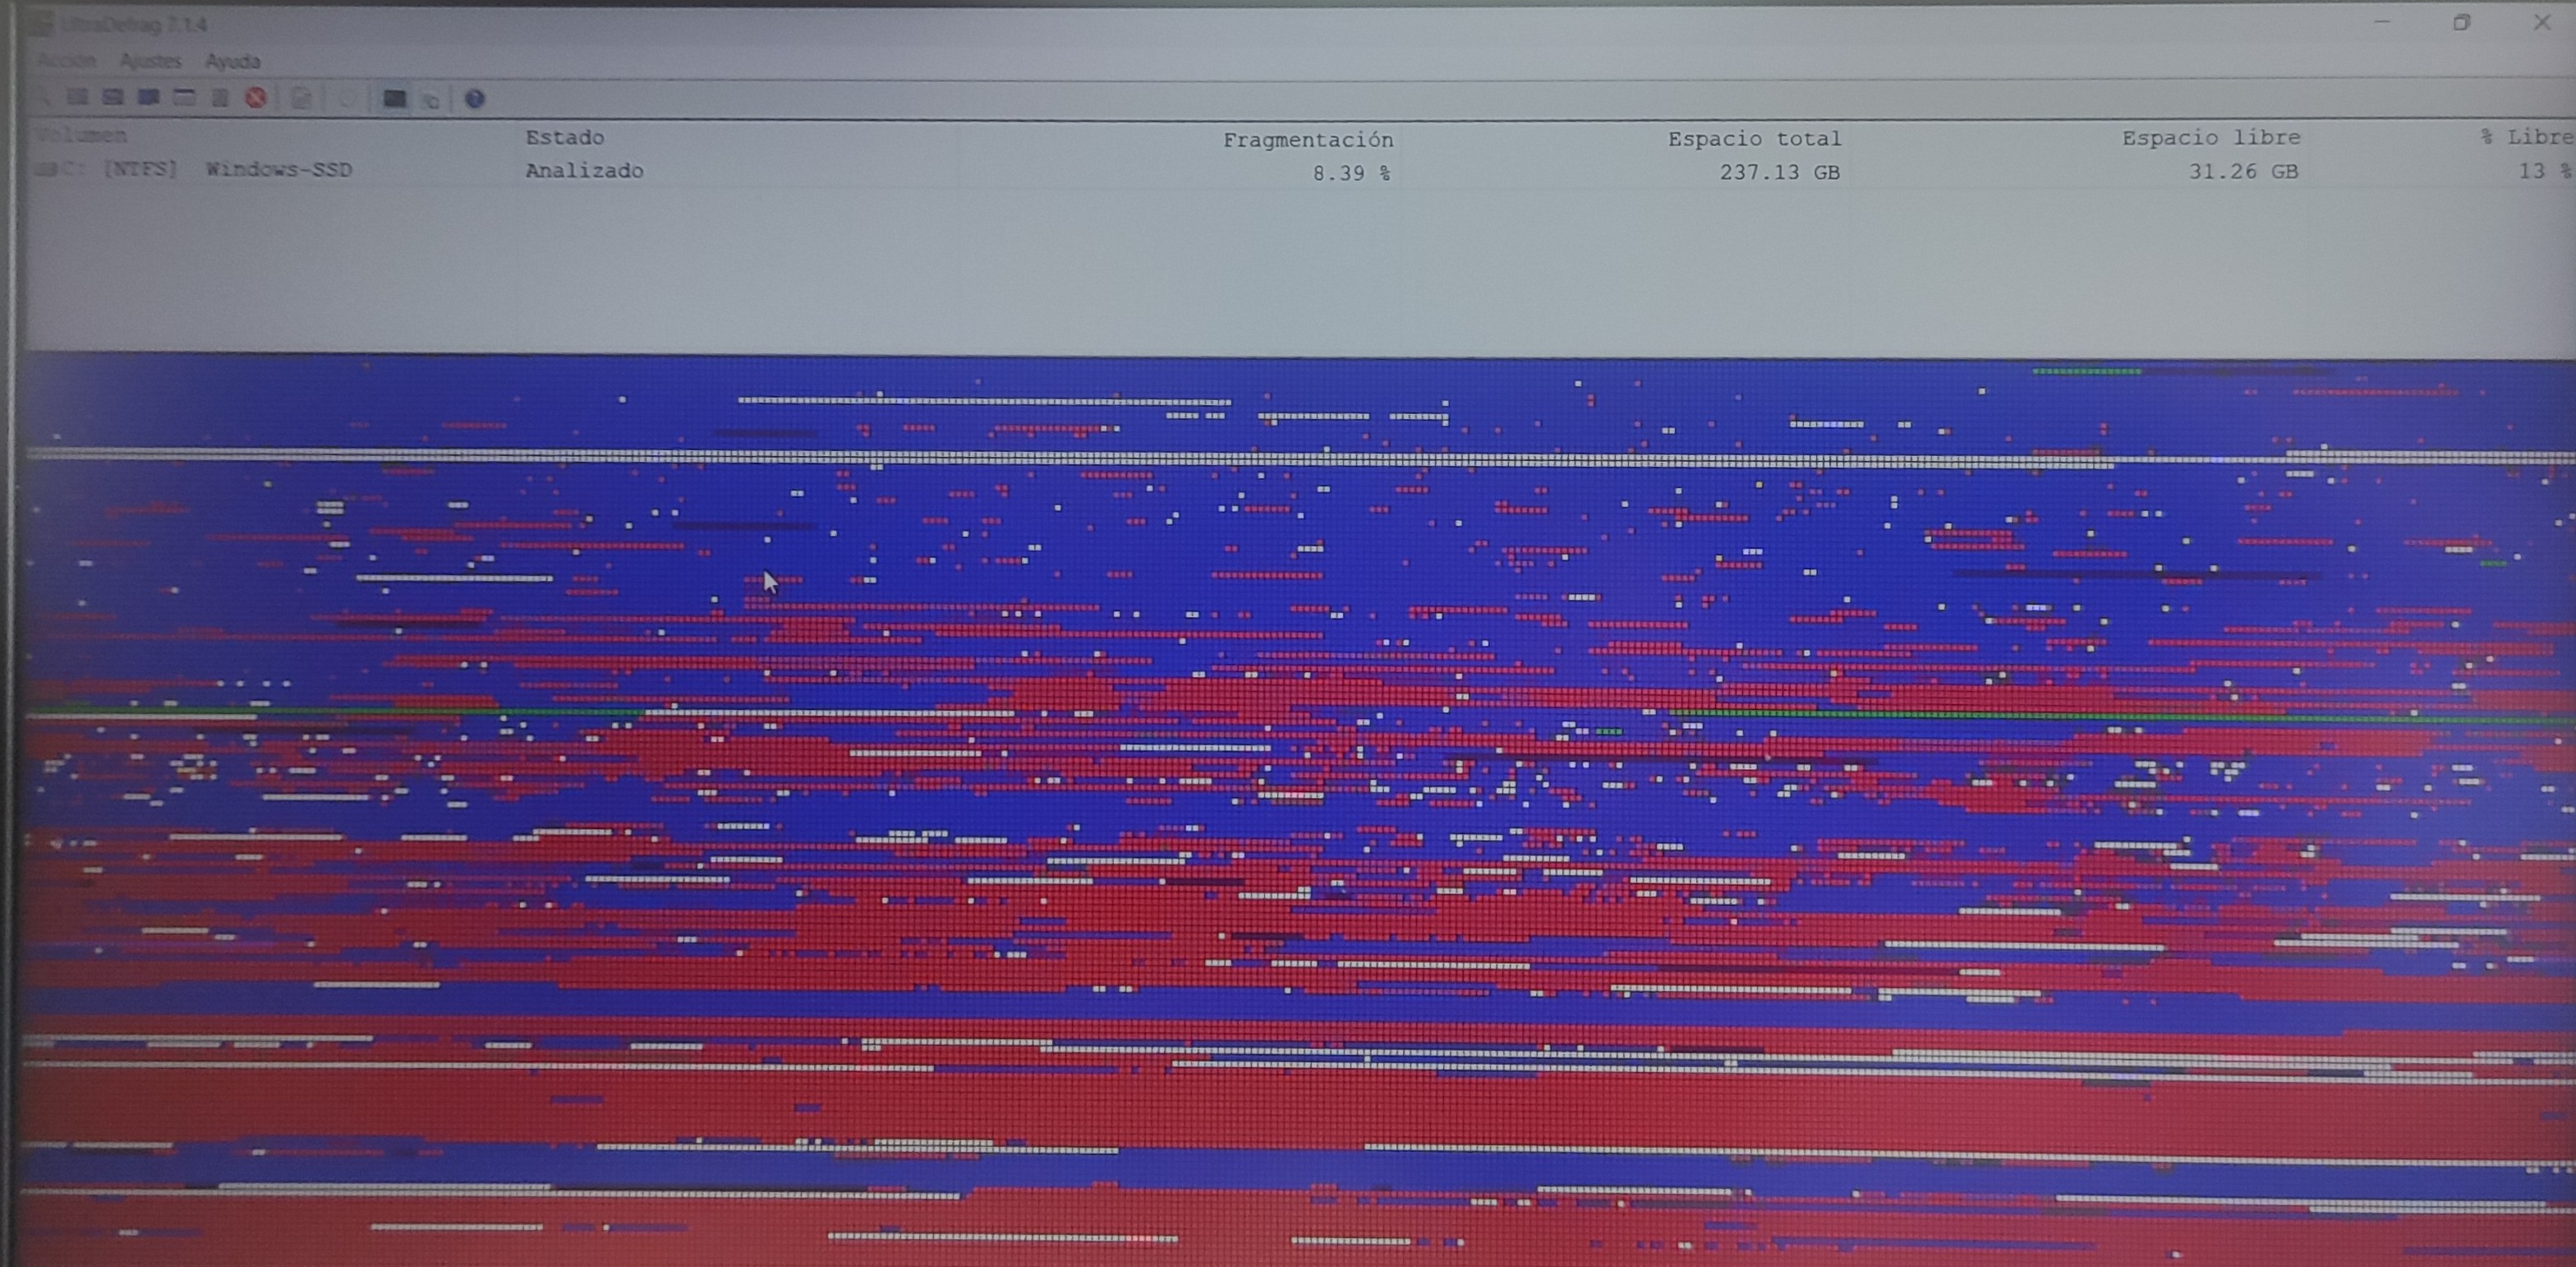 UltraDefrag 7.1.4
Acción Ajustes Ayuda
Volumen Estado Fragmentación Espacio total Espacio libre % Libre
C: [NTFS] Windows-SSD Analizado 8.39 % 237.13 GB 31.26 GB 13 %